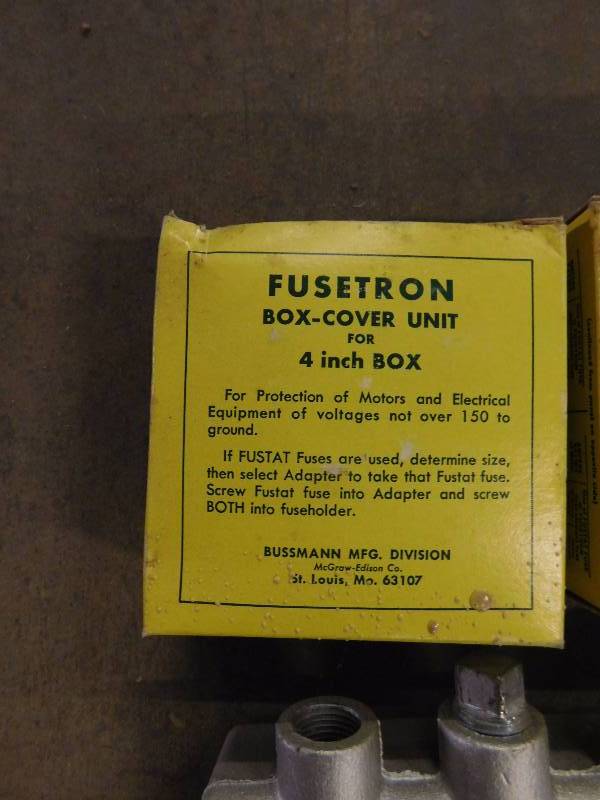 FUSETRON
BOX-COVER UNIT
FOR
4 inch BOX
For Protection of Motors and Electrical
Equipment of voltages not over 150 to
ground.
If FUSTAT Fuses are used, determine size,
then select Adapter to take that Fustat fuse.
Screw Fustat fuse into Adapter and screw
BOTH into fuseholder.
BUSSMANN MFG. DIVISION
McGraw-Edison Co.
St. Louis, Mo. 63107